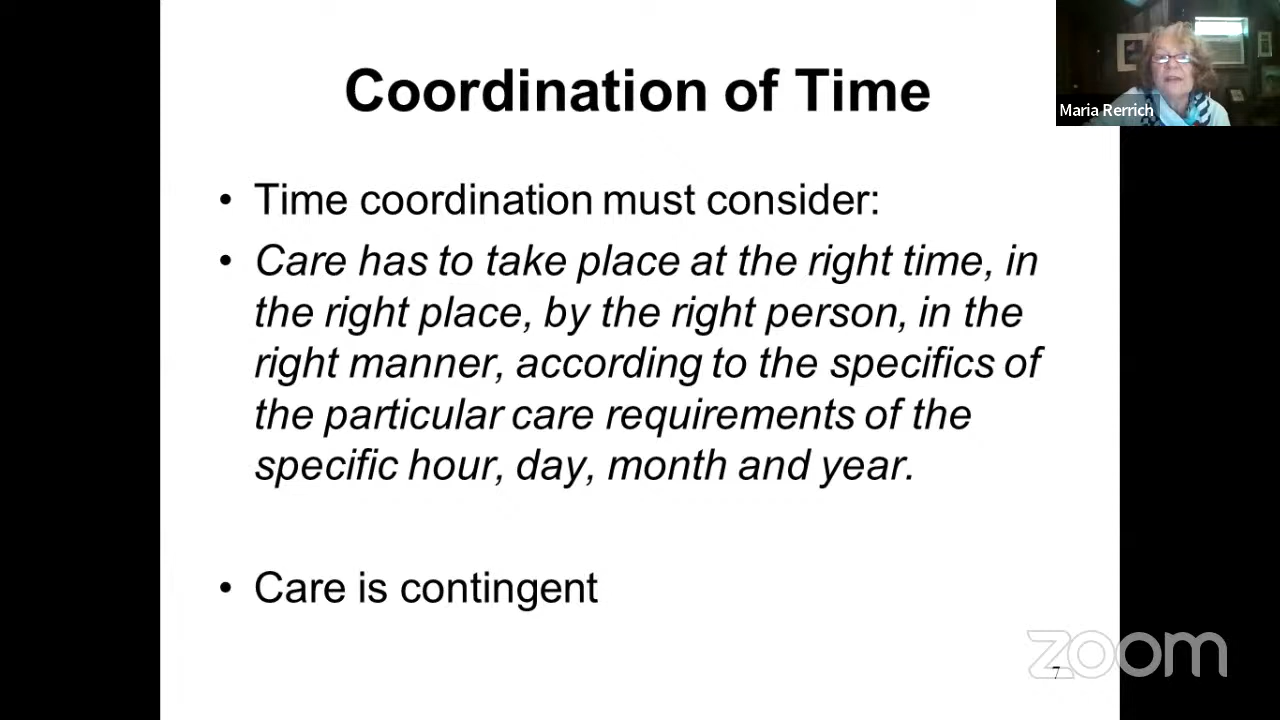 Coordination of Time
Maria Rerrich
• Time coordination must consider:
• Care has to take place at the right time, in
the right place, by the right person, in the
right manner, according to the specifics of
the particular care requirements of the
specific hour, day, month and year.
• Care is contingent
zoom
7